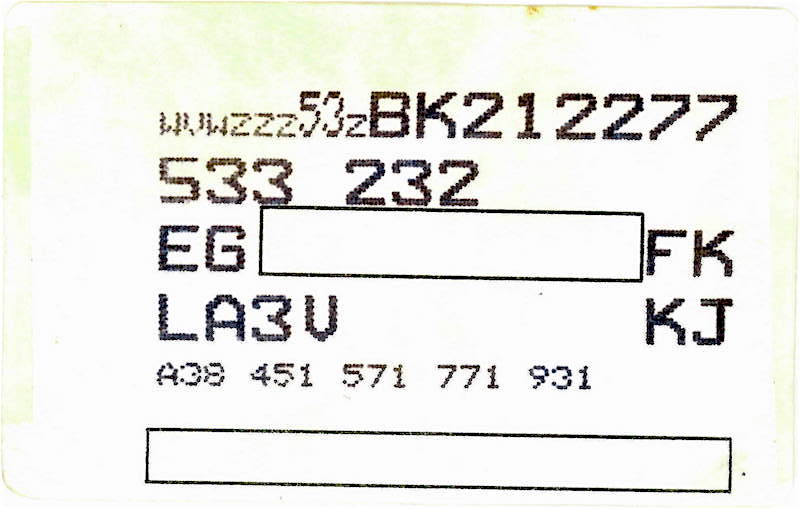 WVWZZZ53ZBK212277
533 232
EG FK
LA3V KJ
A38 451 571 771 931